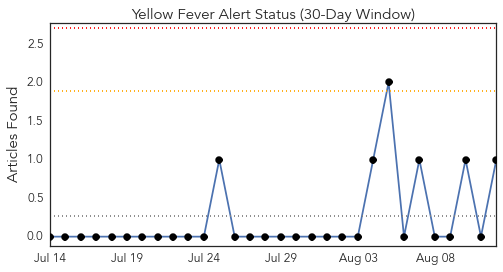 Yellow Fever Alert Status (30-Day Window)
Articles Found
2.5
2.0
1.5
1.0
0.5
0.0
Jul 14 Jul 19 Jul 24 Jul 29 Aug 03 Aug 08